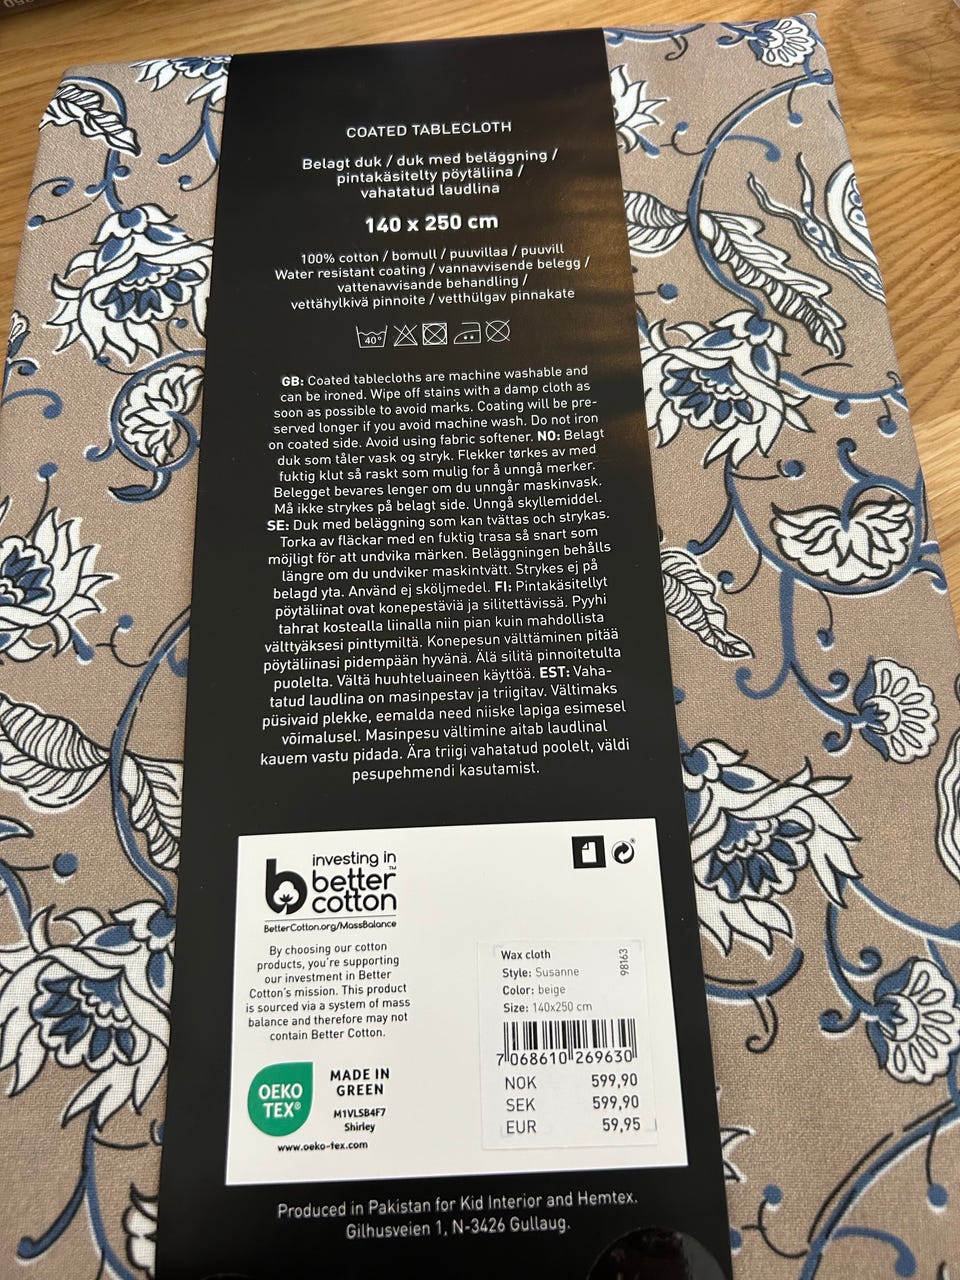 COATED TABLECLOTH
Belagt duk / duk med beläggning /
pintakäsitelty pöytäliina /
vahatatud laudlina
140 x 250 cm
100% cotton / bomull / puuvillaa / puuvill
Water resistant coating / vannavvisende belegg /
vattenavvisande behandling /
vettähylkivä pinnoite / vetthülgav pinnakate
40°
GB: Coated tablecloths are machine washable and
can be ironed. Wipe off stains with a damp cloth as
soon as possible to avoid marks. Coating will be pre-
served longer if you avoid machine wash. Do not iron
on coated side. Avoid using fabric softener. NO: Belagt
duk som tåler vask og stryk. Flekker tørkes av med
fuktig klut så raskt som mulig for å unngå merker.
Belegget bevares lenger om du unngår maskinvask.
Må ikke strykes på belagt side. Unngå skyllemiddel.
SE: Duk med beläggning som kan tvättas och strykas.
Torka av fläckar med en fuktig trasa så snart som
möjligt för att undvika märken. Beläggningen behålls
längre om du undviker maskintvätt. Strykes ej på
belagd yta. Använd ej sköljmedel. FI: Pintakäsitellyt
pöytäliinat ovat konepestäviä ja silitettävissä. Pyyhi
tahrat kostealla liinalla niin pian kuin mahdollista
välttyäksesi pinttymiltä. Konepesun välttäminen pitää
pöytäliinasi pidempään hyvänä. Älä silitä pinnoitetulta
puolelta. Vältä huuhteluaineen käyttöä. EST: Vaha-
tatud laudlina on masinpestav ja triigitav. Vältimaks
püsivaid plekke, eemalda need niiske lapiga esimesel
võimalusel. Masinpesu vältimine aitab laudlinal
kauem vastu pidada. Ära triigi vahatatud poolelt, väldi
pesupehmendi kasutamist.
investing in
better™
cotton
BetterCotton.org/MassBalance
By choosing our cotton
products, you're supporting
our investment in Better
Cotton's mission. This product
is sourced via a system of mass
balance and therefore may not
contain Better Cotton.
OEKO
TEX®
MADE IN
GREEN
M1VLSB4F7
Shirley
www.oeko-tex.com
Wax cloth
Style: Susanne
Color: beige
Size: 140x250 cm
98163
7 068610 269630
NOK 599,90
SEK 599,90
EUR 59,95
Produced in Pakistan for Kid Interior and Hemtex.
Gilhusveien 1, N-3426 Gullaug.